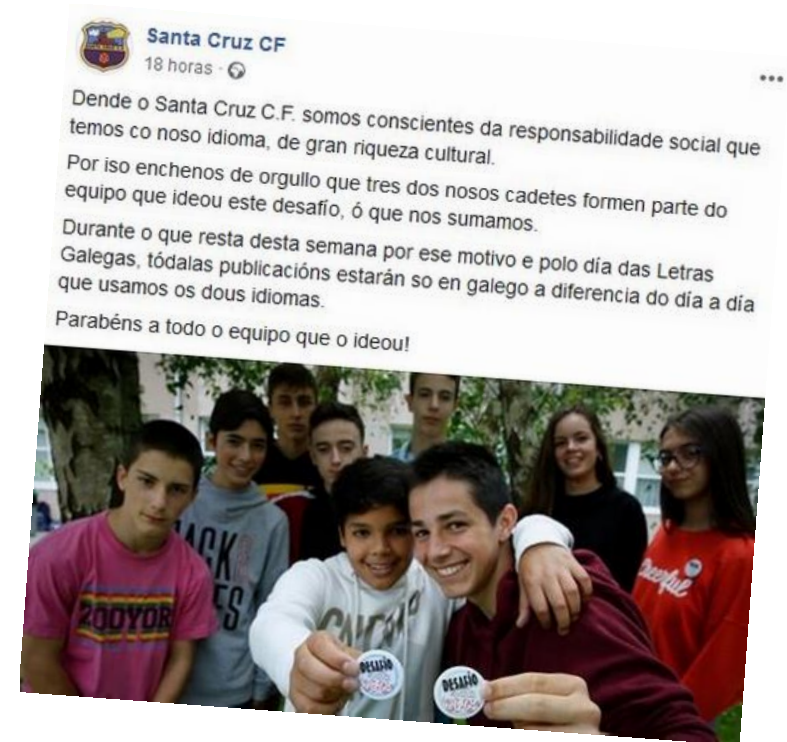 Santa Cruz CF
18 horas ·
Dende o Santa Cruz C.F. somos conscientes da responsabilidade social que
temos co noso idioma, de gran riqueza cultural.
Por iso enchenos de orgullo que tres dos nosos cadetes formen parte do
equipo que ideou este desafío, ó que nos sumamos.
Durante o que resta desta semana por ese motivo e polo día das Letras
Galegas, tódalas publicacións estarán so en galego a diferencia do día a día
que usamos os dous idiomas.
Parabéns a todo o equipo que o ideou!
ZOOYOR
DESAFÍO
DESAFÍO